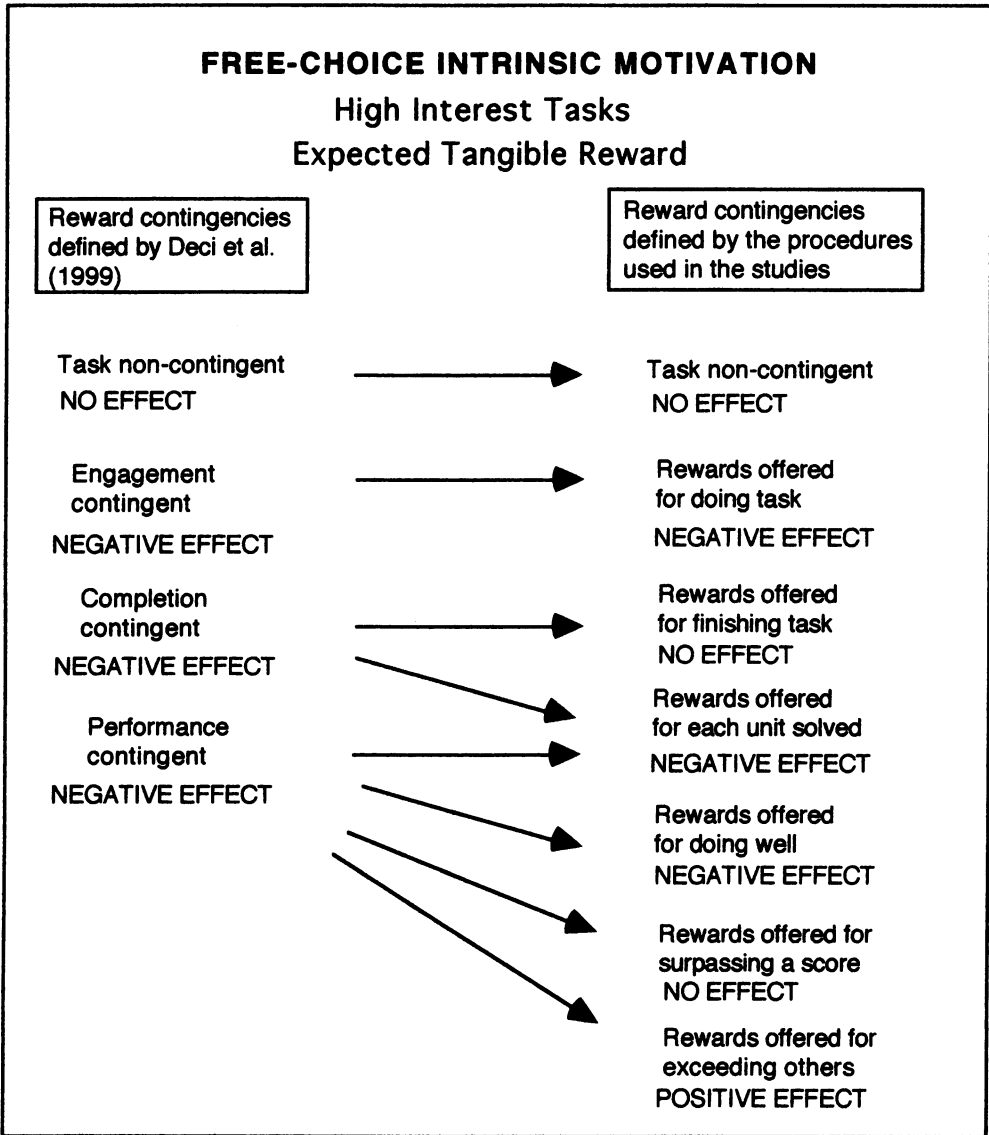 FREE-CHOICE INTRINSIC MOTIVATION
High Interest Tasks
Expected Tangible Reward
Reward contingencies
defined by Deci et al.
(1999)
Reward contingencies
defined by the procedures
used in the studies
Task non-contingent
NO EFFECT
Task non-contingent
NO EFFECT
Engagement
contingent
NEGATIVE EFFECT
Rewards offered
for doing task
NEGATIVE EFFECT
Completion
contingent
NEGATIVE EFFECT
Rewards offered
for finishing task
NO EFFECT
Rewards offered
for each unit solved
NEGATIVE EFFECT
Performance
contingent
NEGATIVE EFFECT
Rewards offered
for doing well
NEGATIVE EFFECT
Rewards offered for
surpassing a score
NO EFFECT
Rewards offered for
exceeding others
POSITIVE EFFECT